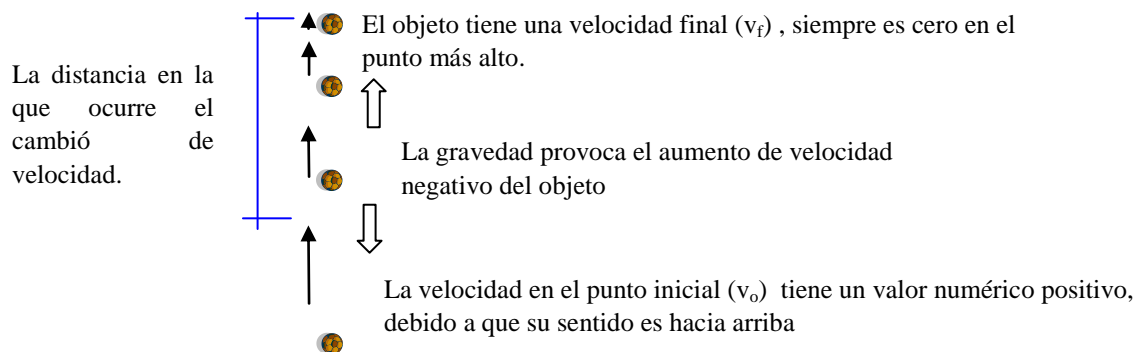 El objeto tiene una velocidad final (vf) , siempre es cero en el
punto más alto.
La distancia en la
que ocurre el
cambió de
velocidad.
La gravedad provoca el aumento de velocidad
negativo del objeto
La velocidad en el punto inicial (vo) tiene un valor numérico positivo,
debido a que su sentido es hacia arriba